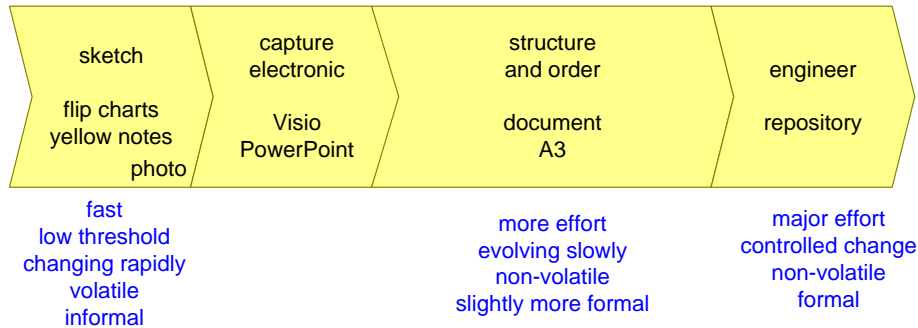 sketch
flip charts
yellow notes
photo
capture
electronic
Visio
PowerPoint
structure
and order
document
A3
engineer
repository
fast
low threshold
changing rapidly
volatile
informal
more effort
evolving slowly
non-volatile
slightly more formal
major effort
controlled change
non-volatile
formal